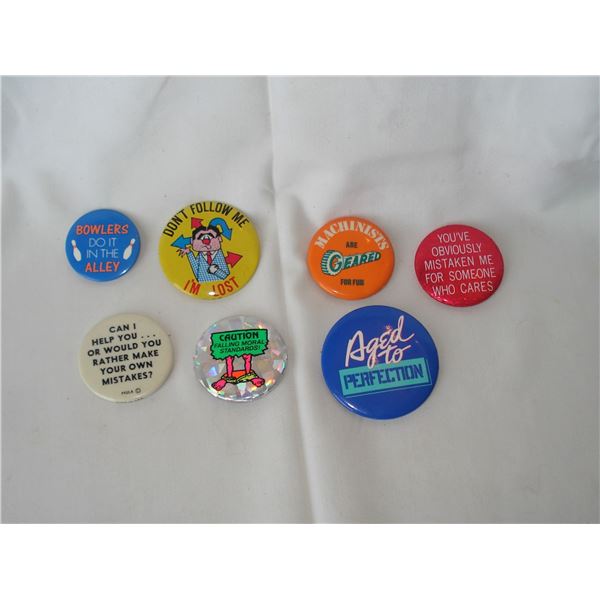 BOWLERS
DO IT
IN THE
ALLEY
DON'T FOLLOW ME
I'M LOST
MACHINISTS
ARE
GEARED
FOR FUN
YOU'VE
OBVIOUSLY
MISTAKEN ME
FOR SOMEONE
WHO CARES
CAN I
HELP YOU . . .
OR WOULD YOU
RATHER MAKE
YOUR OWN
MISTAKES?
CAUTION
FALLING MORAL
STANDARDS!
Aged
to
PERFECTION